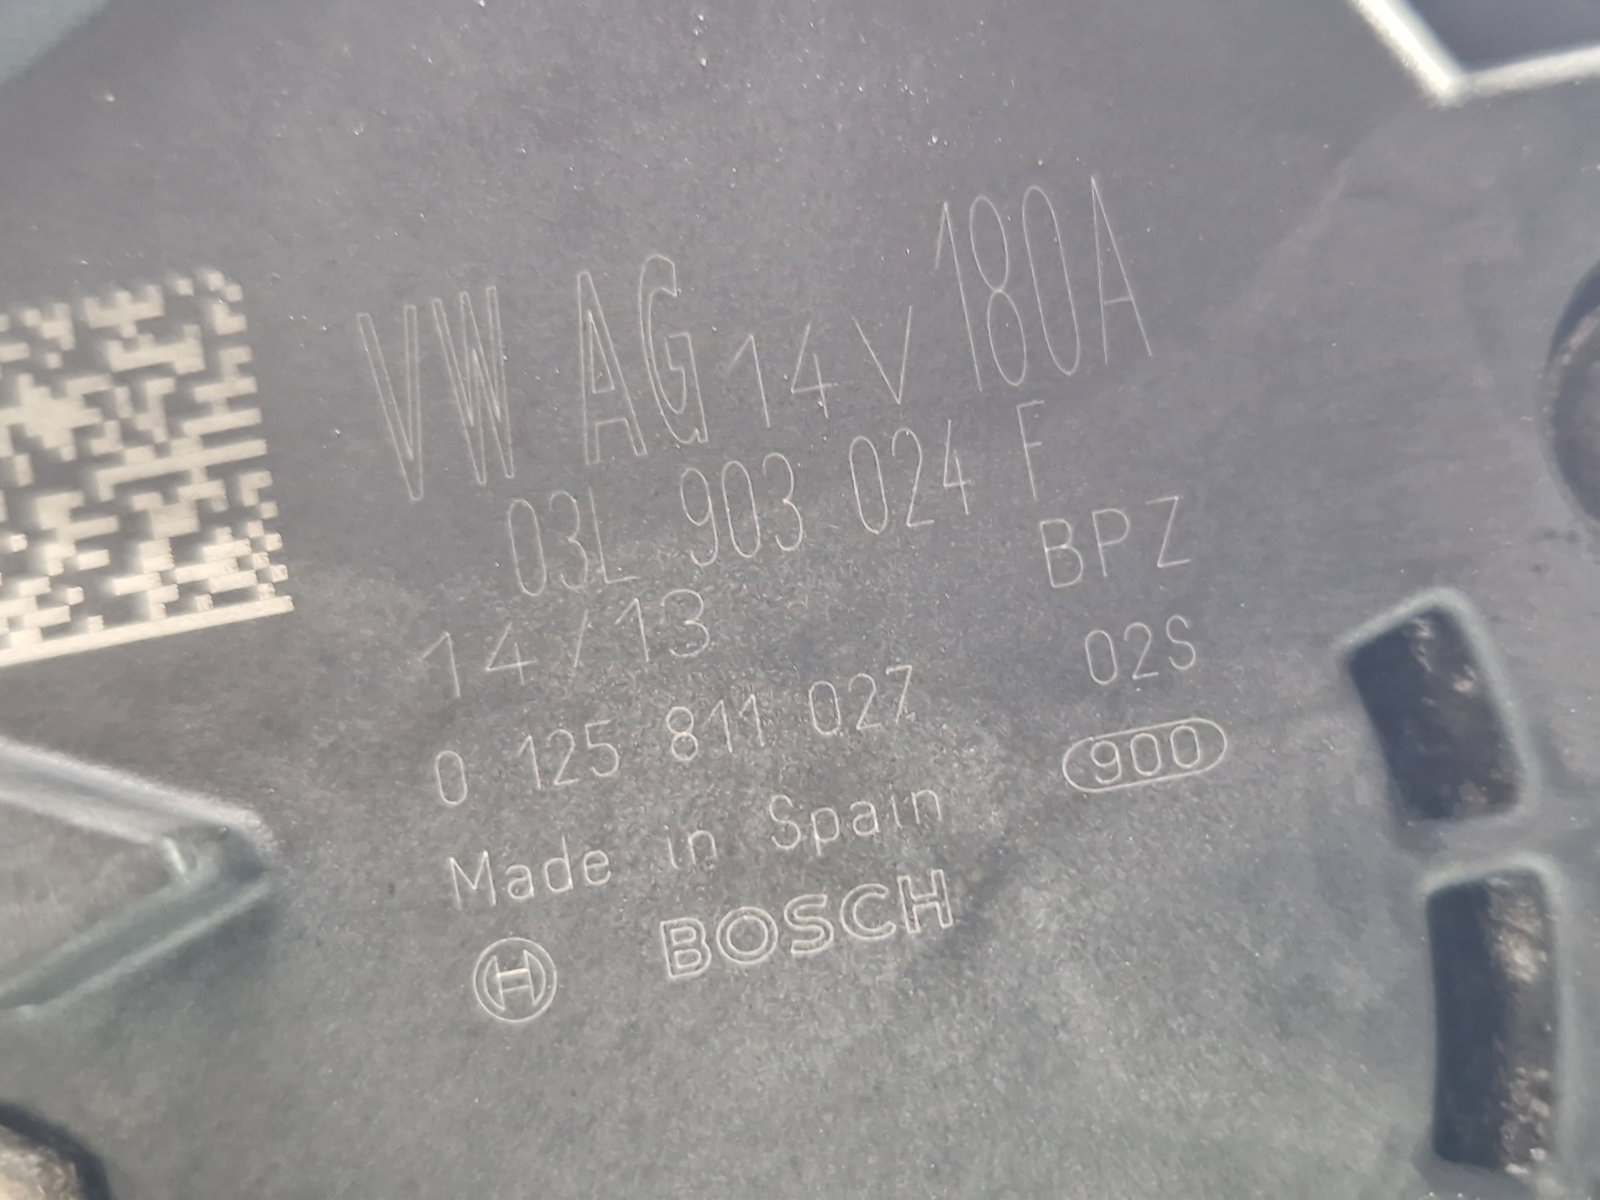 VW AG 14V 180A
03L 903 024 F
14/13 BPZ
0 125 811 027 02S
900
Made in Spain
BOSCH